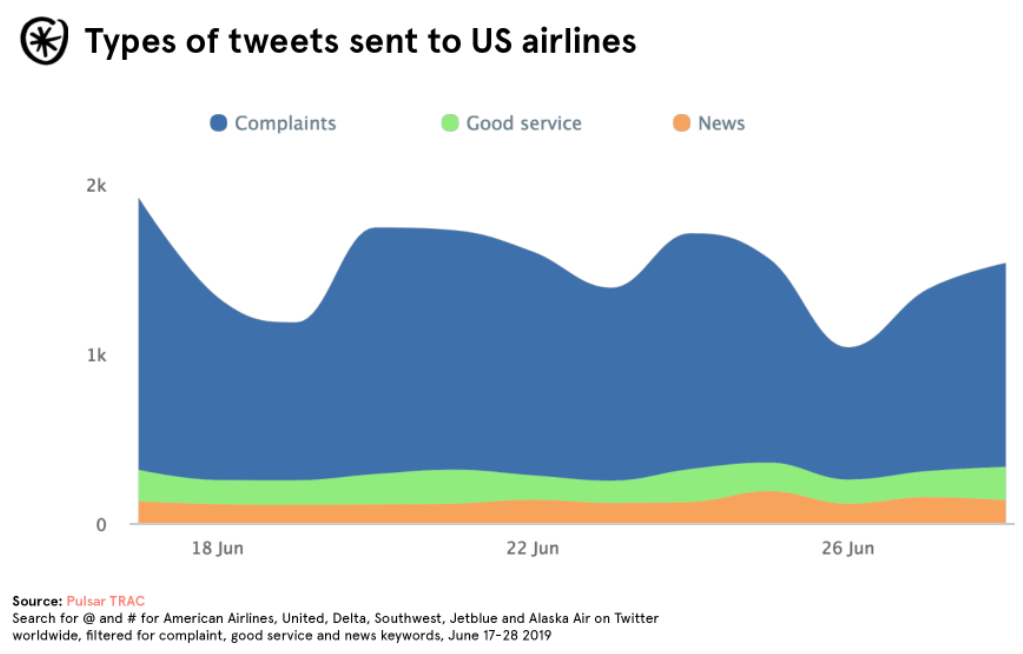 Types of tweets sent to US airlines
Complaints Good service News
2k
1k
0
18 Jun 22 Jun 26 Jun
Source: Pulsar TRAC
Search for @ and # for American Airlines, United, Delta, Southwest, Jetblue and Alaska Air on Twitter
worldwide, filtered for complaint, good service and news keywords, June 17-28 2019